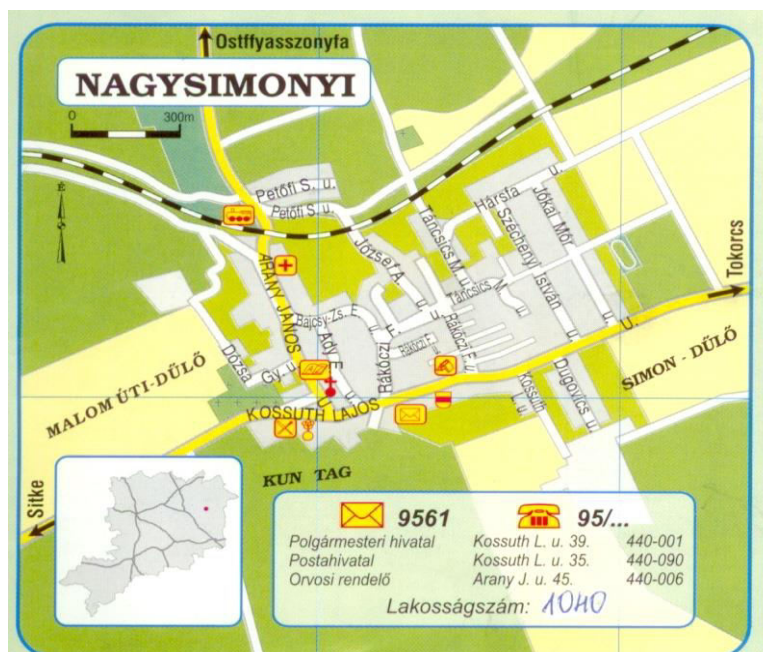 Ostffyasszonyfa
NAGYSIMONYI
0 300m
É
Petőfi S. u.
Petőfi S. u.
Hársfa u.
Jókai Mór u.
Széchenyi István u.
Táncsics M. u.
Táncsics M. u.
József A. u.
ARANY JÁNOS u.
Bajcsy-Zs. E. u.
Ady E. u.
Rákóczi F. u.
Rákóczi F. u.
Rákóczi F. u.
Dózsa Gy. u.
Tokorcs
MALOM ÚTI-DŰLŐ
SIMON - DŰLŐ
KOSSUTH LAJOS u.
Kossuth L. u.
Dugovics u.
KUN TAG
Sitke
9561 95/...
Polgármesteri hivatal Kossuth L. u. 39. 440-001
Postahivatal Kossuth L. u. 35. 440-090
Orvosi rendelő Arany J. u. 45. 440-006
Lakosságszám: 1040